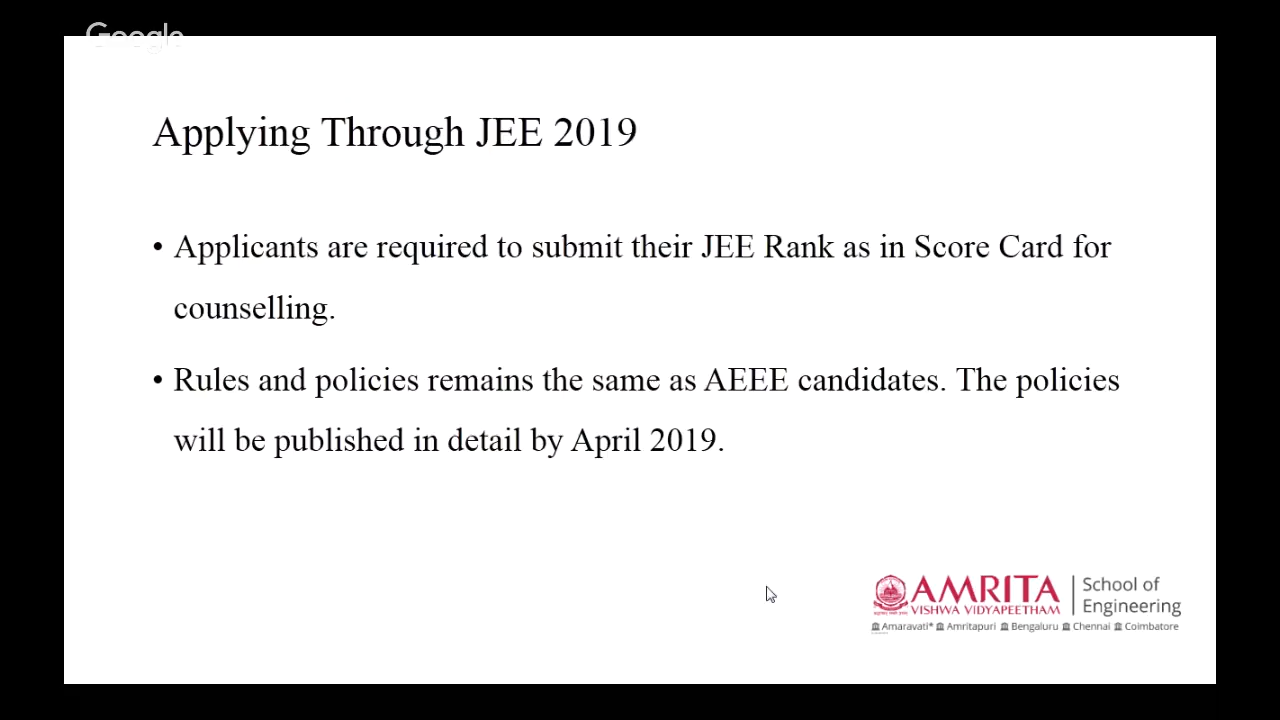 Google
Applying Through JEE 2019
• Applicants are required to submit their JEE Rank as in Score Card for
counselling.
• Rules and policies remains the same as AEEE candidates. The policies
will be published in detail by April 2019.
AMRITA
VISHWA VIDYAPEETHAM
School of
Engineering
Amaravati* Amritapuri Bengaluru Chennai Coimbatore